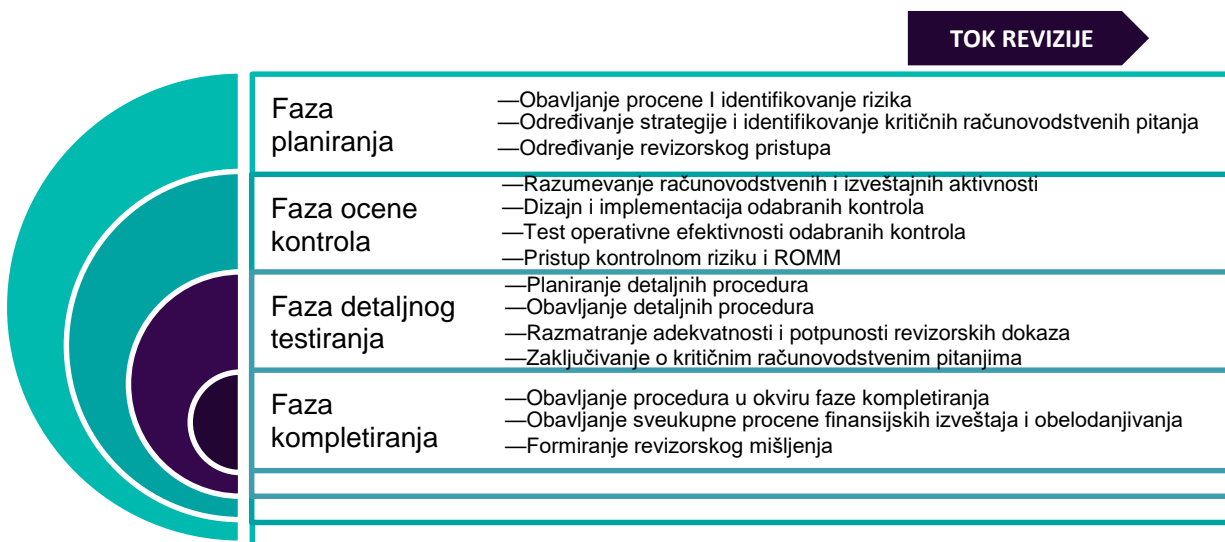 TOK REVIZIJE
Faza
planiranja
—Obavljanje procene I identifikovanje rizika
—Određivanje strategije i identifikovanje kritičnih računovodstvenih pitanja
—Određivanje revizorskog pristupa
Faza ocene
kontrola
—Razumevanje računovodstvenih i izveštajnih aktivnosti
—Dizajn i implementacija odabranih kontrola
—Test operativne efektivnosti odabranih kontrola
—Pristup kontrolnom riziku i ROMM
Faza detaljnog
testiranja
—Planiranje detaljnih procedura
—Obavljanje detaljnih procedura
—Razmatranje adekvatnosti i potpunosti revizorskih dokaza
—Zaključivanje o kritičnim računovodstvenim pitanjima
Faza
kompletiranja
—Obavljanje procedura u okviru faze kompletiranja
—Obavljanje sveukupne procene finansijskih izveštaja i obelodanjivanja
—Formiranje revizorskog mišljenja